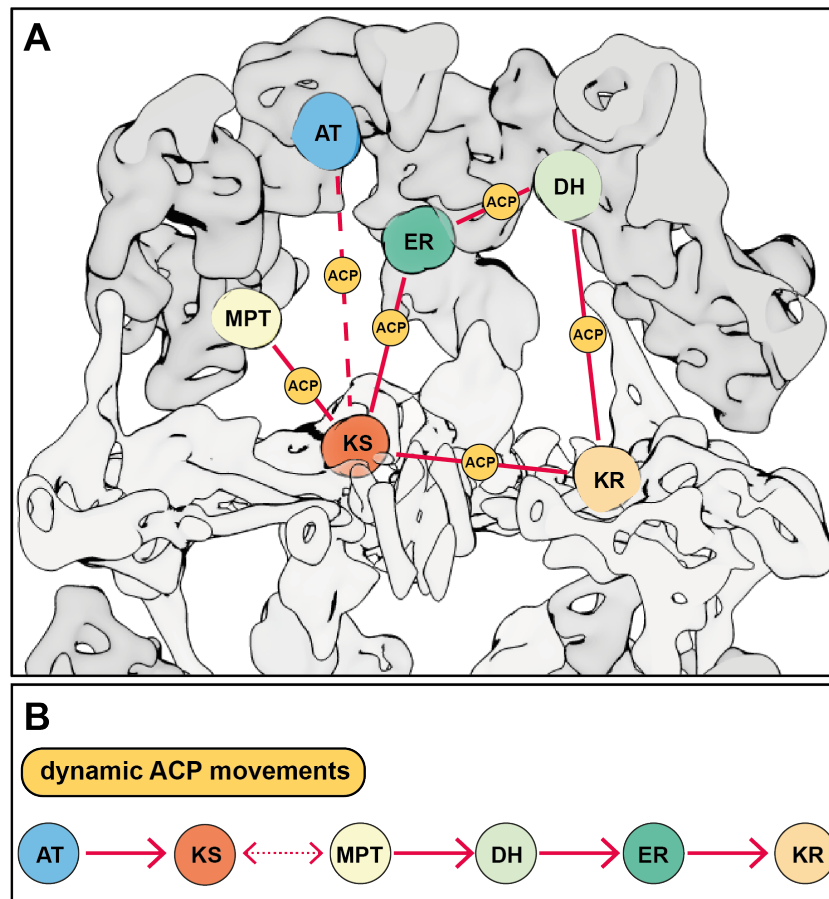 A
AT
DH
ACP
ER
ACP
MPT
ACP
ACP
ACP
KS
ACP
KR
B
dynamic ACP movements
AT KS MPT DH ER KR